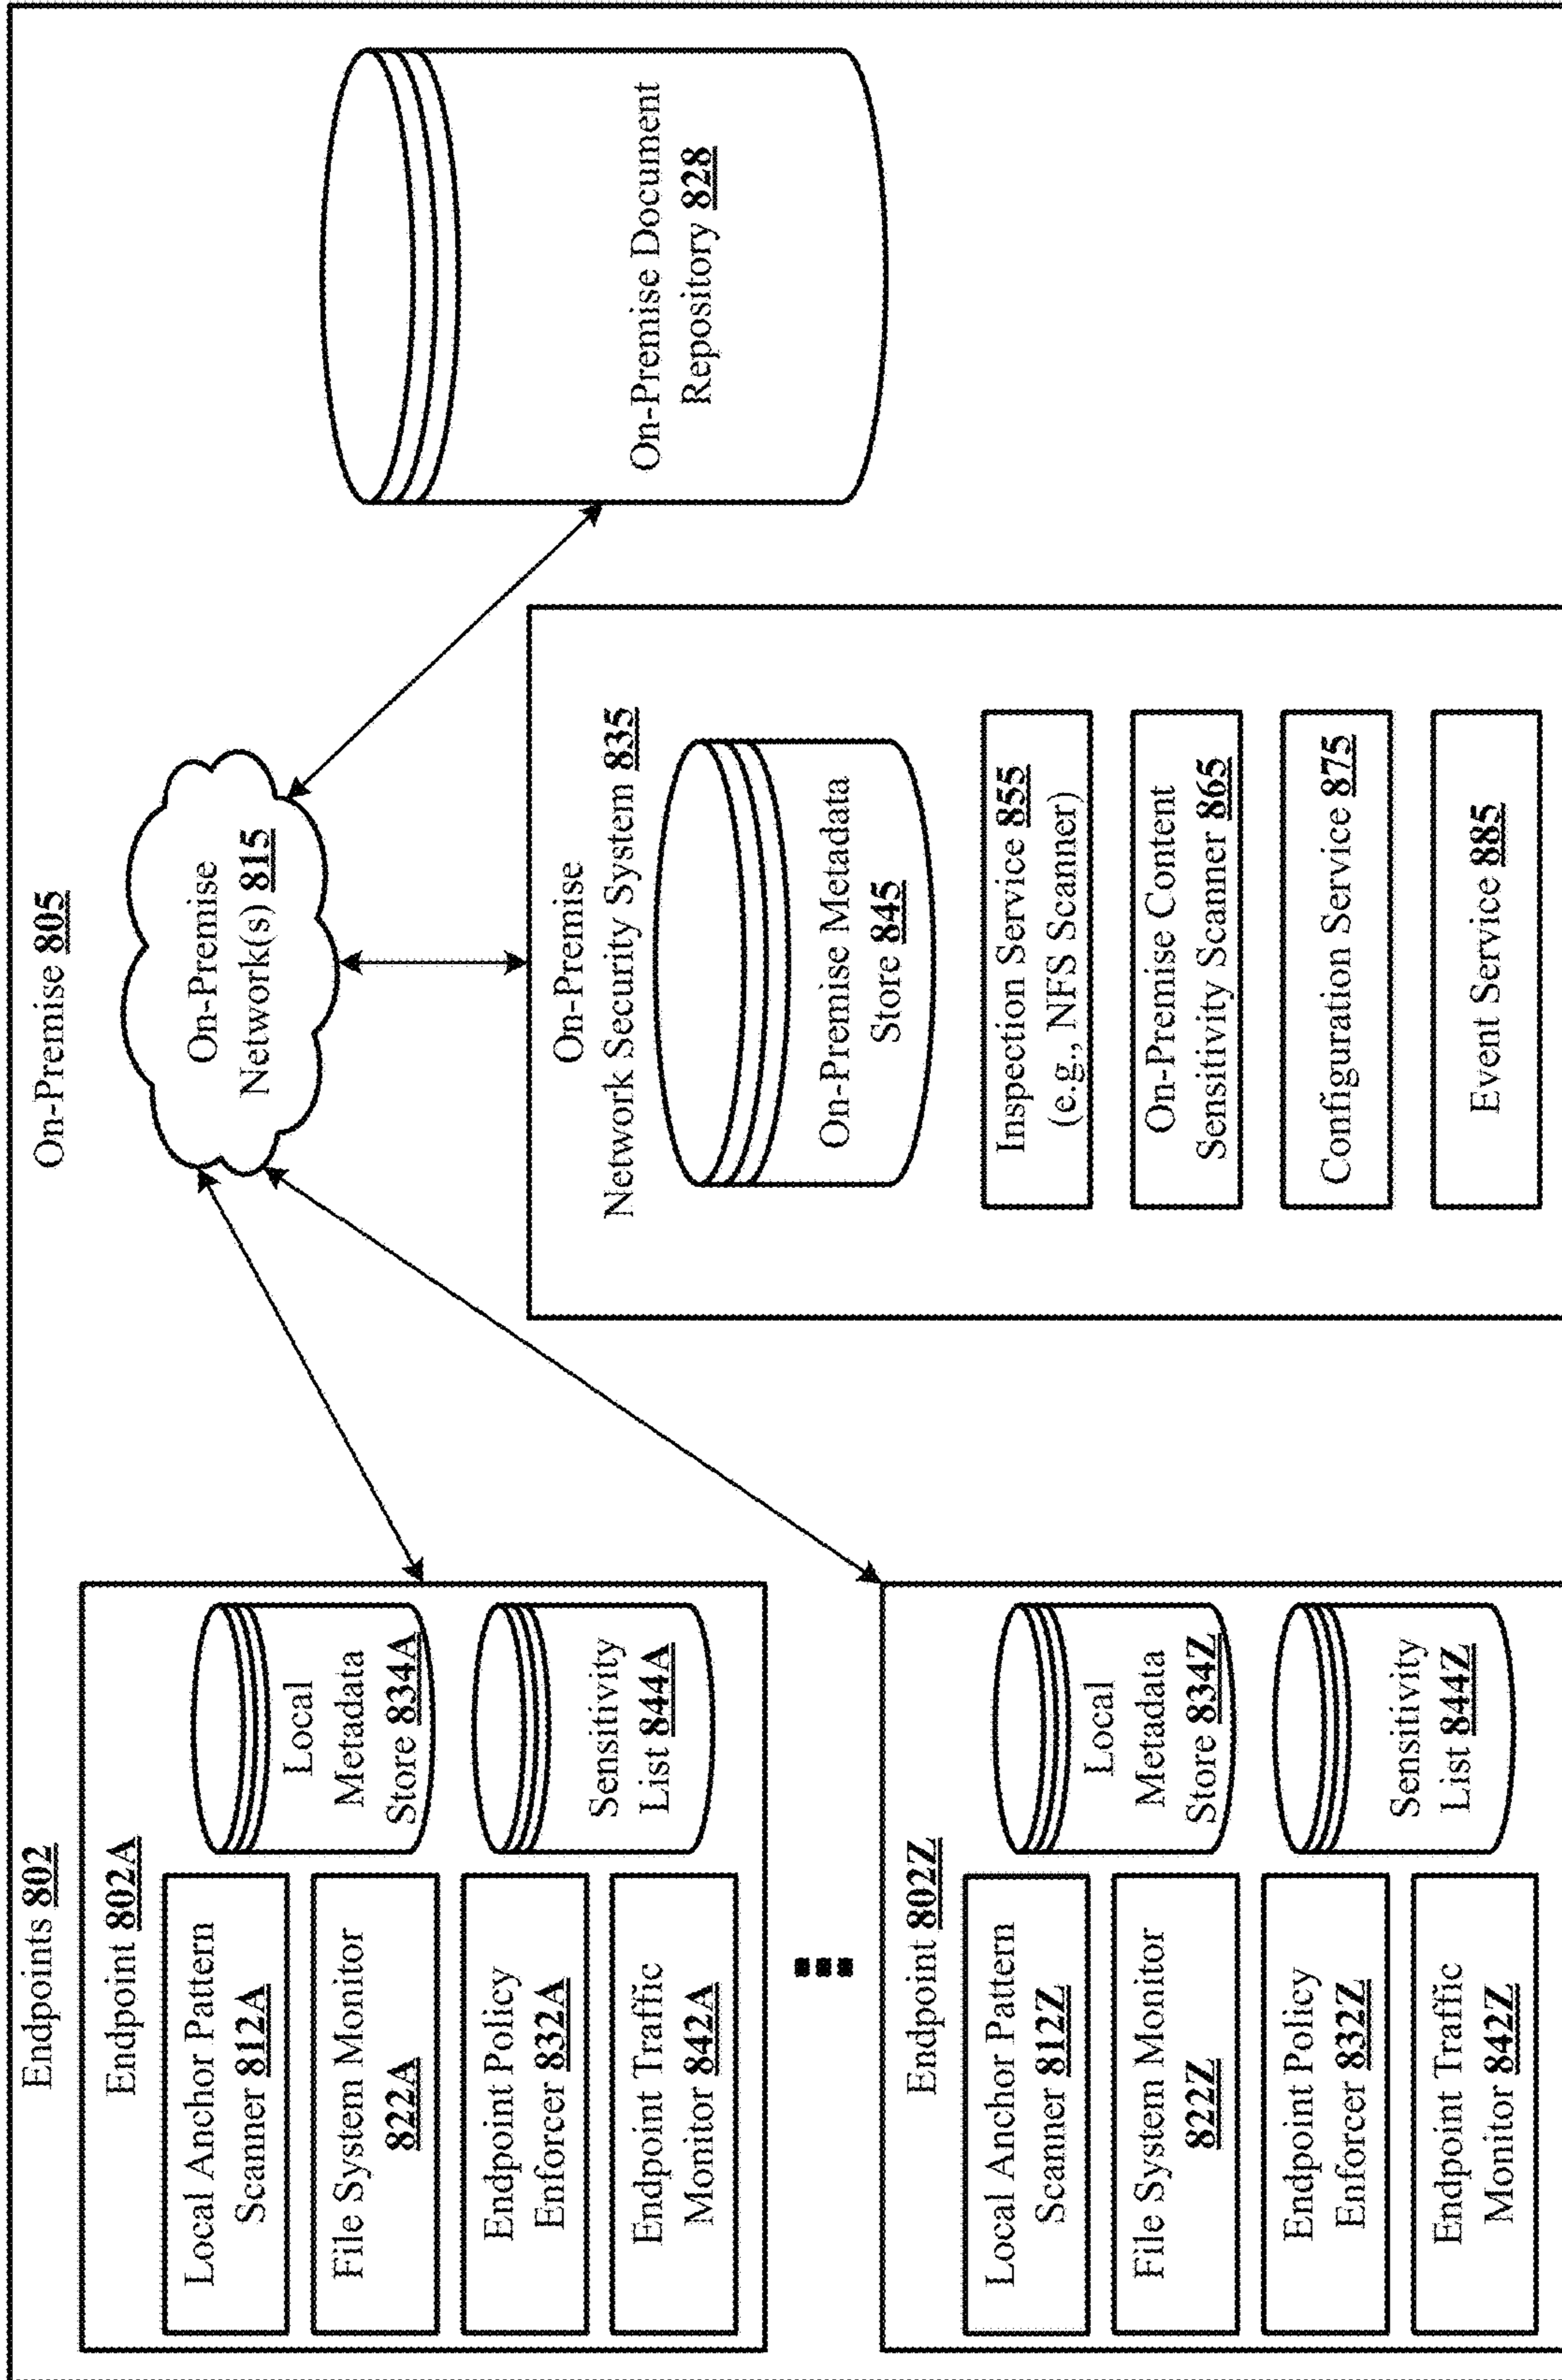 On-Premise 805
Endpoints 802
Endpoint 802A
Local Anchor Pattern
Scanner 812A
File System Monitor
822A
Endpoint Policy
Enforcer 832A
Endpoint Traffic
Monitor 842A
Local
Metadata
Store 834A
Sensitivity
List 844A
Endpoint 802Z
Local Anchor Pattern
Scanner 812Z
File System Monitor
822Z
Endpoint Policy
Enforcer 832Z
Endpoint Traffic
Monitor 842Z
Local
Metadata
Store 834Z
Sensitivity
List 844Z
On-Premise
Network(s) 815
On-Premise
Network Security System 835
On-Premise Metadata
Store 845
Inspection Service 855
(e.g., NFS Scanner)
On-Premise Content
Sensitivity Scanner 865
Configuration Service 875
Event Service 885
On-Premise Document
Repository 828